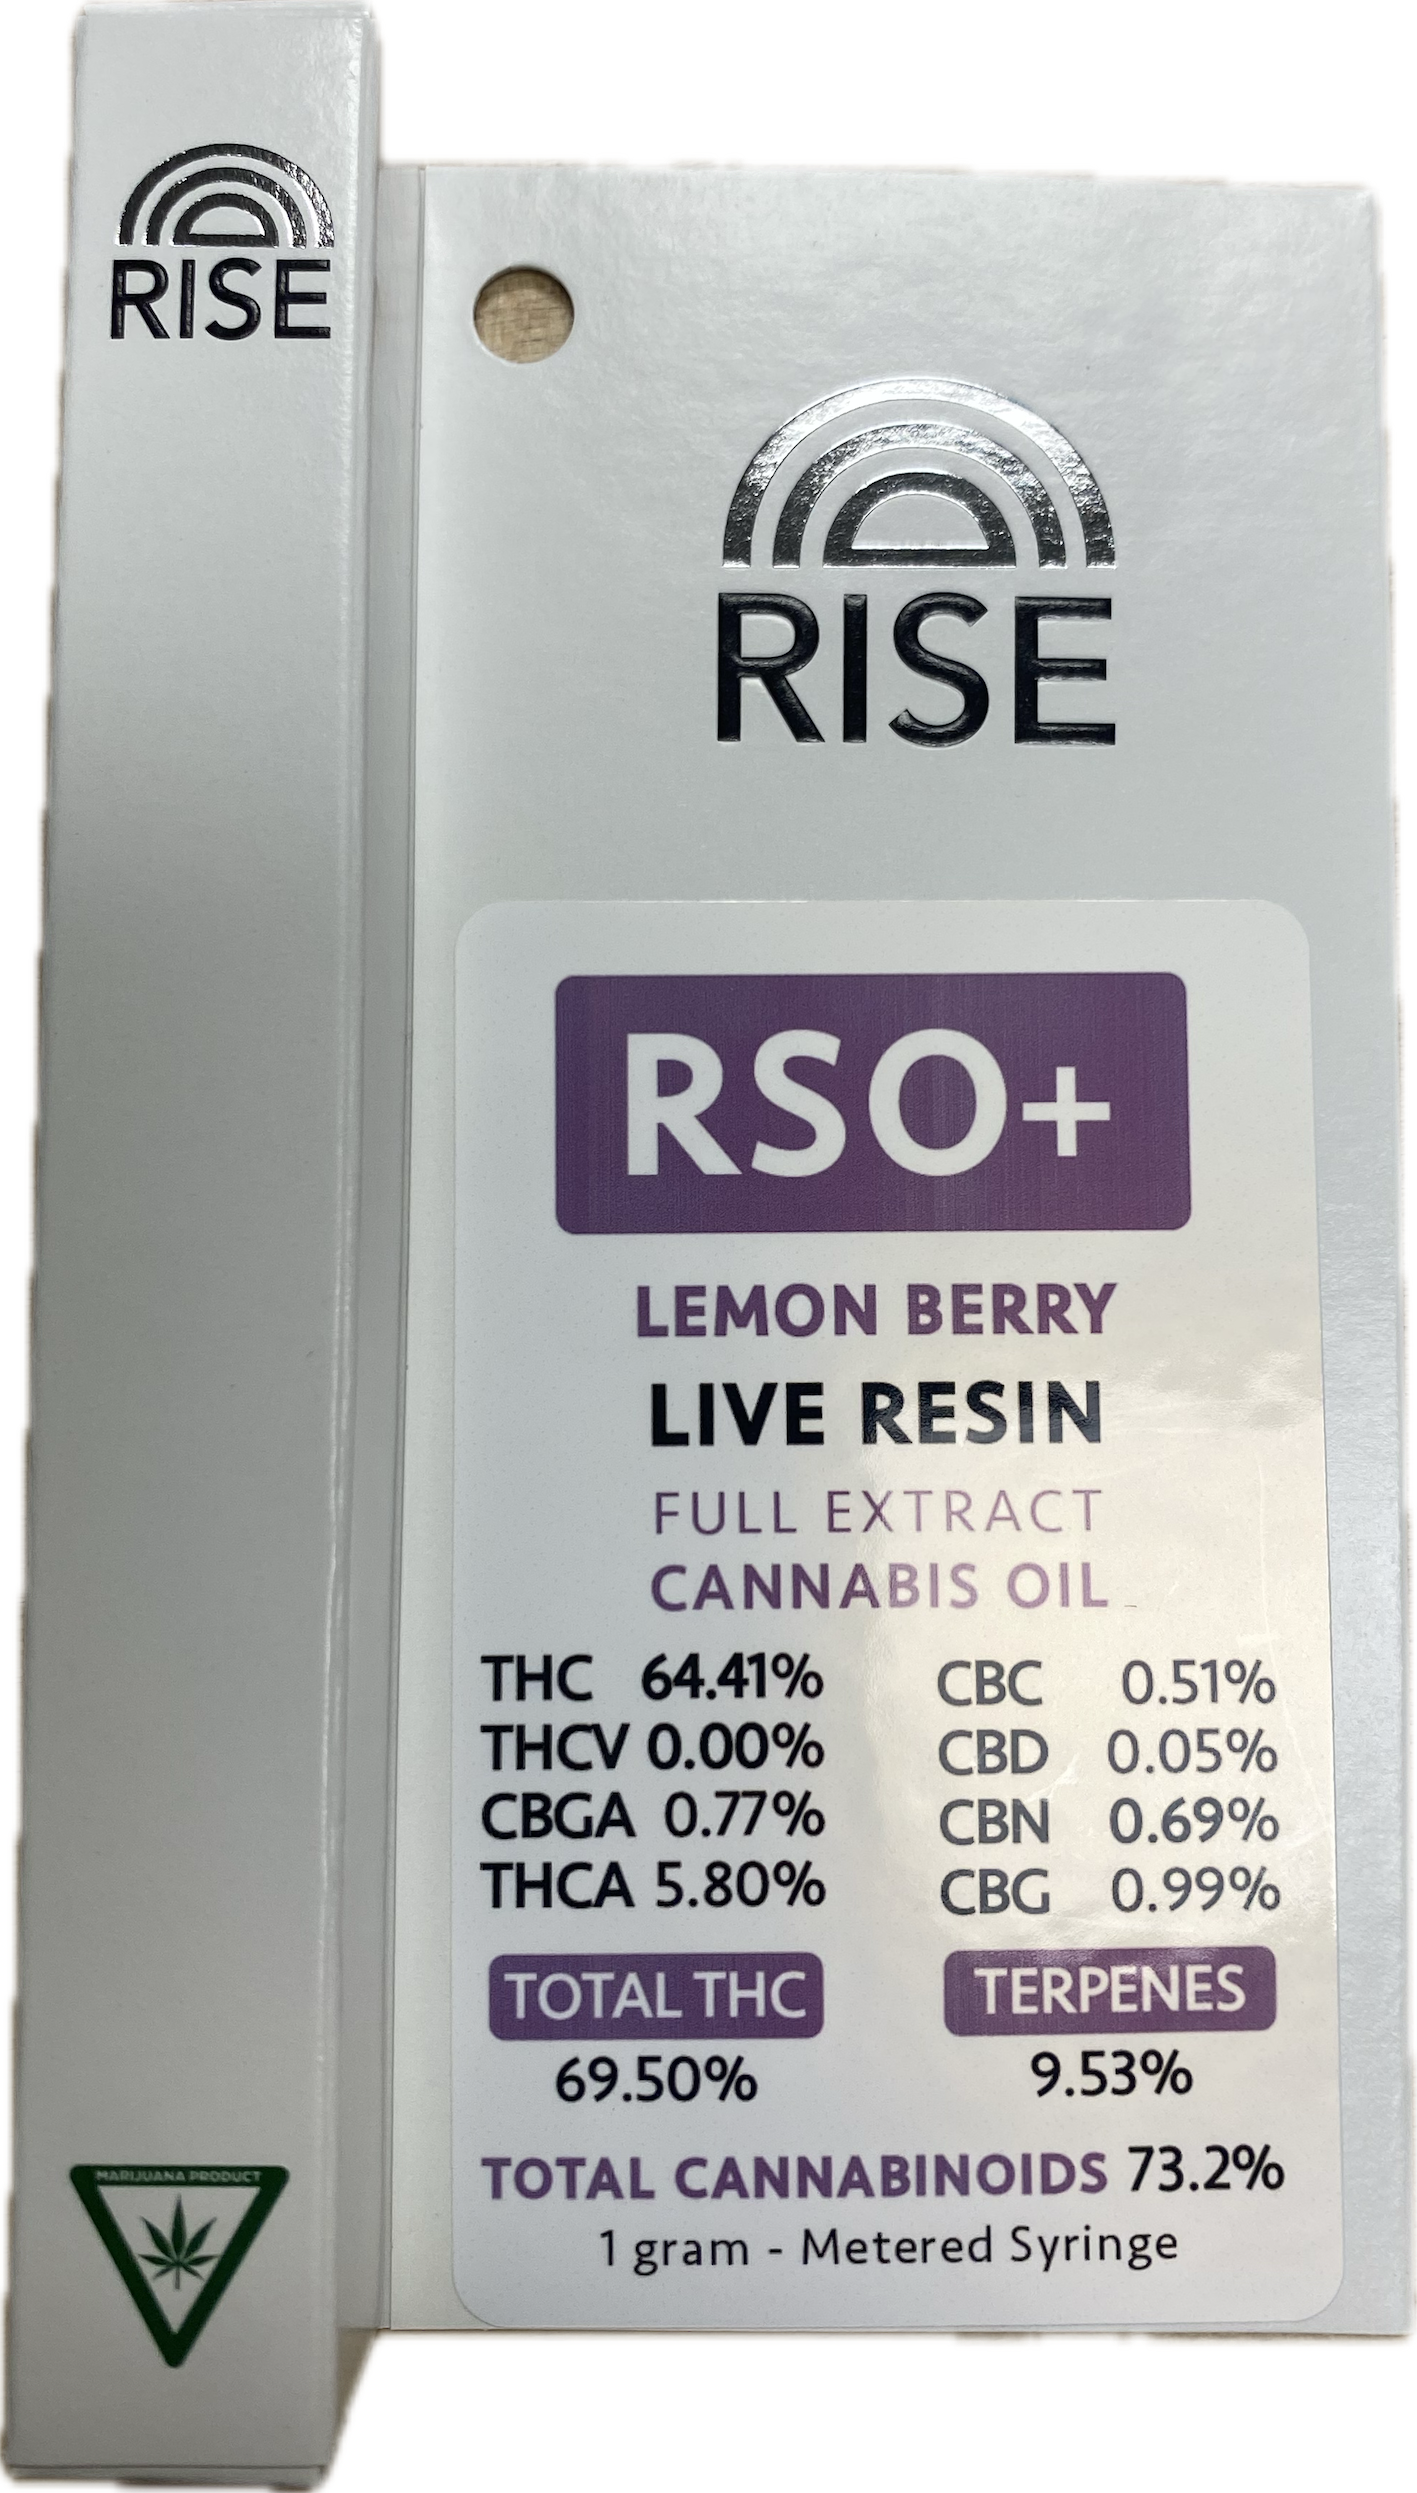 RISE
MARIJUANA PRODUCT
RISE
RSO+
LEMON BERRY
LIVE RESIN
FULL EXTRACT
CANNABIS OIL
THC 64.41%
THCV 0.00%
CBGA 0.77%
THCA 5.80%
CBC 0.51%
CBD 0.05%
CBN 0.69%
CBG 0.99%
TOTAL THC
69.50%
TERPENES
9.53%
TOTAL CANNABINOIDS 73.2%
1 gram - Metered Syringe